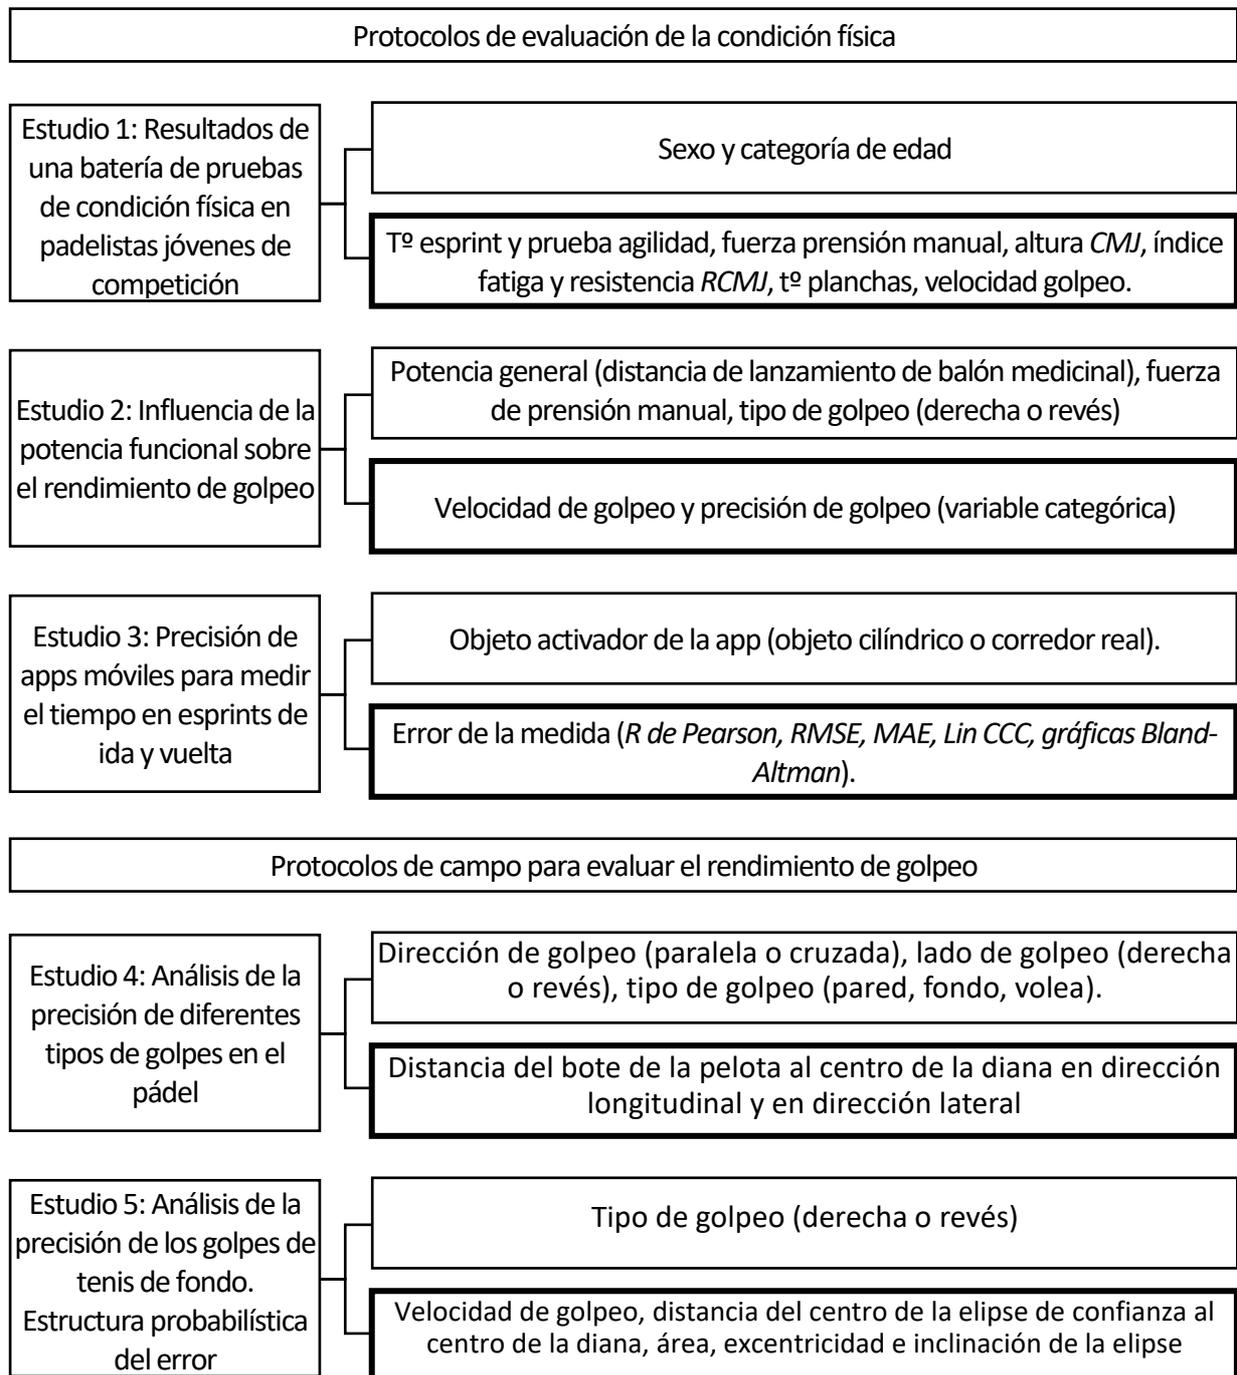 Protocolos de evaluación de la condición física
Estudio 1: Resultados de
una batería de pruebas
de condición física en
padelistas jóvenes de
competición
Sexo y categoría de edad
Tº esprint y prueba agilidad, fuerza prensión manual, altura CMJ, índice
fatiga y resistencia RCMJ, tº planchas, velocidad golpeo.
Estudio 2: Influencia de la
potencia funcional sobre
el rendimiento de golpeo
Potencia general (distancia de lanzamiento de balón medicinal), fuerza
de prensión manual, tipo de golpeo (derecha o revés)
Velocidad de golpeo y precisión de golpeo (variable categórica)
Estudio 3: Precisión de
apps móviles para medir
el tiempo en esprints de
ida y vuelta
Objeto activador de la app (objeto cilíndrico o corredor real).
Error de la medida (R de Pearson, RMSE, MAE, Lin CCC, gráficas Bland-
Altman).
Protocolos de campo para evaluar el rendimiento de golpeo
Estudio 4: Análisis de la
precisión de diferentes
tipos de golpes en el
pádel
Dirección de golpeo (paralela o cruzada), lado de golpeo (derecha
o revés), tipo de golpeo (pared, fondo, volea).
Distancia del bote de la pelota al centro de la diana en dirección
longitudinal y en dirección lateral
Estudio 5: Análisis de la
precisión de los golpes de
tenis de fondo.
Estructura probabilística
del error
Tipo de golpeo (derecha o revés)
Velocidad de golpeo, distancia del centro de la elipse de confianza al
centro de la diana, área, excentricidad e inclinación de la elipse